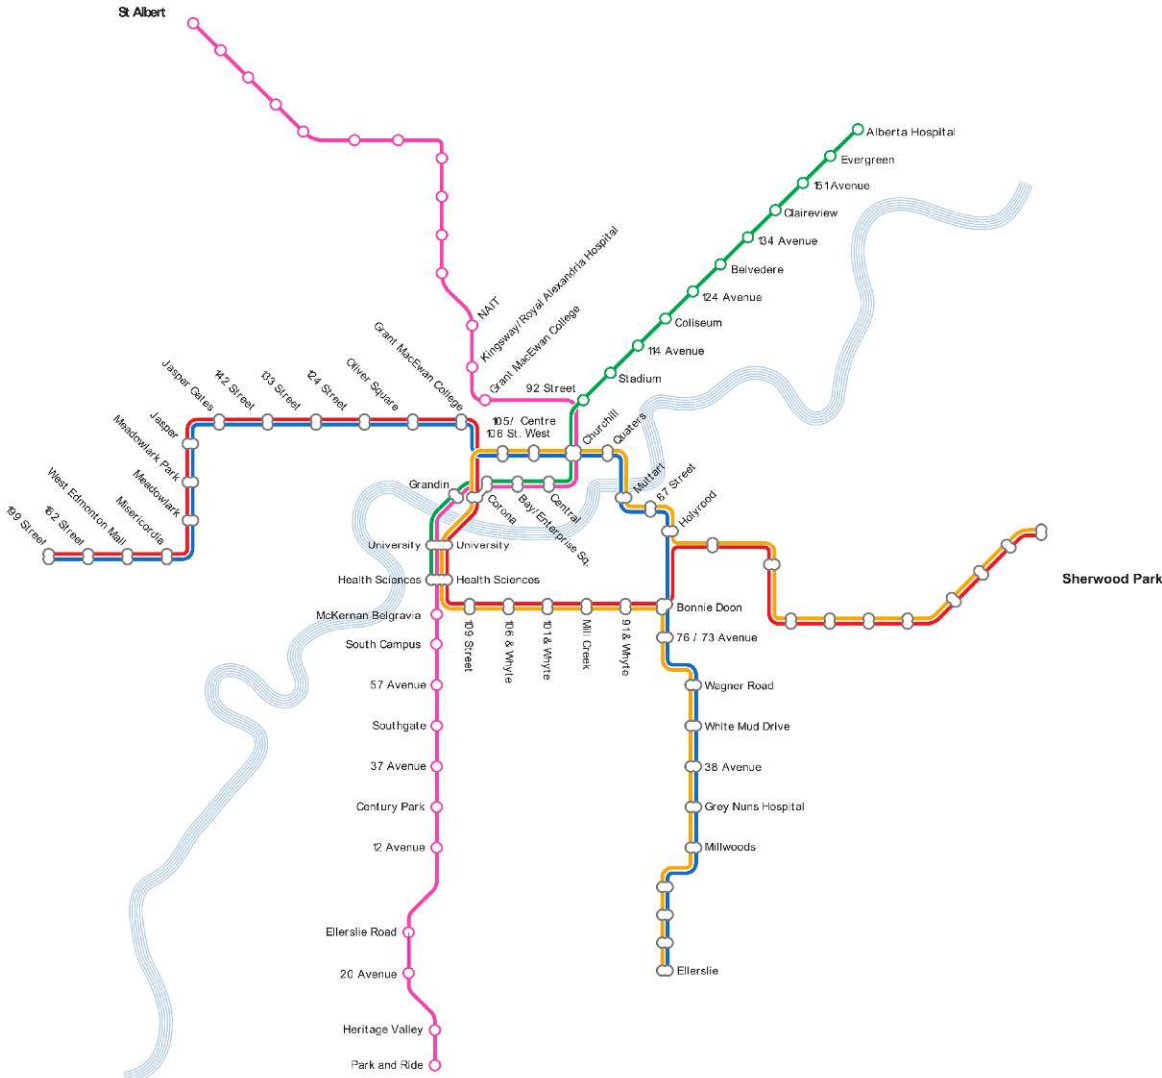 St Albert
Alberta Hospital
Evergreen
151 Avenue
Claireview
134 Avenue
Belvedere
124 Avenue
Coliseum
114 Avenue
Stadium
NAIT
Kingsway/Royal Alexandria Hospital
Grant MacEwan College
92 Street
Grant MacEwan College
Oliver Square
124 Street
133 Street
142 Street
Jasper Gates
Jasper
Meadowlark Park
Meadowlark
Misericordia
West Edmonton Mall
162 Street
199 Street
105/ Centre
106 St. West
Churchill
Quaters
Muttart
67 Street
Holyrood
Grandin
Corona
Bay/Enterprise Sq.
Central
University
University
Health Sciences
Health Sciences
Sherwood Park
McKernan Belgravia
South Campus
57 Avenue
Southgate
37 Avenue
Century Park
12 Avenue
Ellerslie Road
20 Avenue
Heritage Valley
Park and Ride
109 Street
106 & Whyte
101 & Whyte
Mill Creek
91 & Whyte
Bonnie Doon
76 / 73 Avenue
Wagner Road
White Mud Drive
38 Avenue
Grey Nuns Hospital
Millwoods
Ellerslie